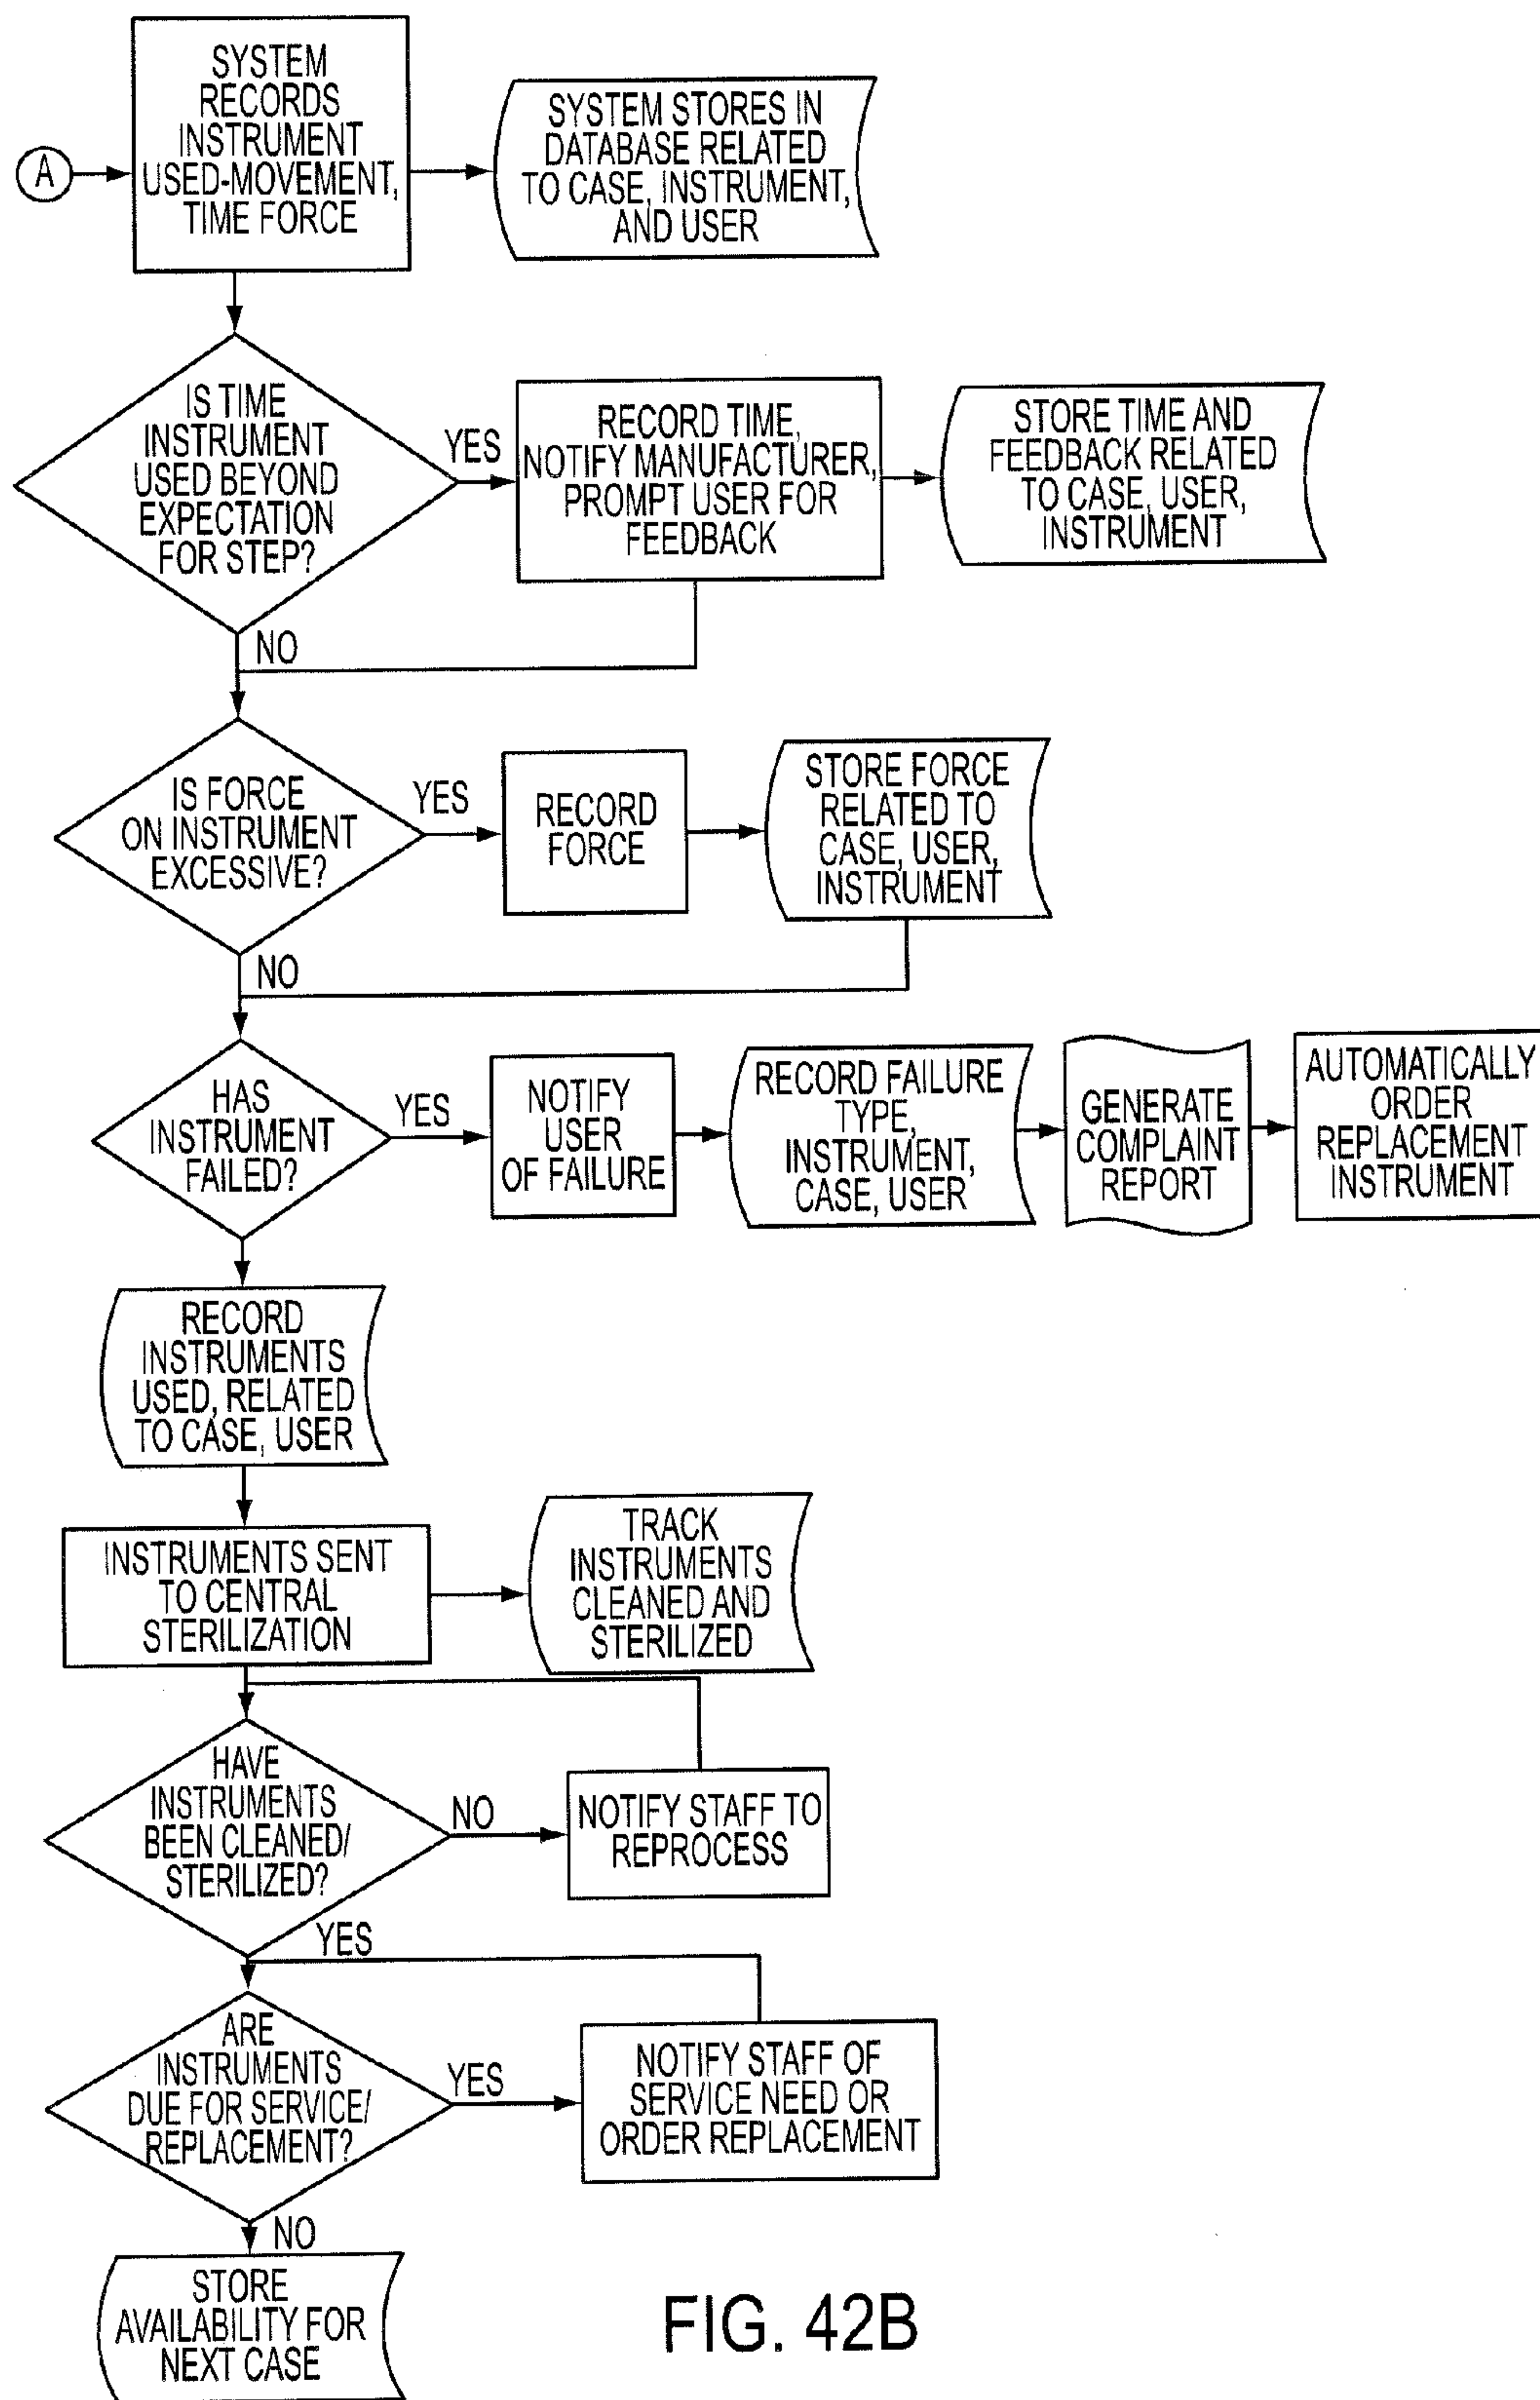 A
SYSTEM
RECORDS
INSTRUMENT
USED-MOVEMENT,
TIME FORCE
SYSTEM STORES IN
DATABASE RELATED
TO CASE, INSTRUMENT,
AND USER
IS TIME
INSTRUMENT
USED BEYOND
EXPECTATION
FOR STEP?
YES
RECORD TIME,
NOTIFY MANUFACTURER,
PROMPT USER FOR
FEEDBACK
STORE TIME AND
FEEDBACK RELATED
TO CASE, USER,
INSTRUMENT
NO
IS FORCE
ON INSTRUMENT
EXCESSIVE?
YES
RECORD
FORCE
STORE FORCE
RELATED TO
CASE, USER,
INSTRUMENT
NO
HAS
INSTRUMENT
FAILED?
YES
NOTIFY
USER
OF FAILURE
RECORD FAILURE
TYPE,
INSTRUMENT,
CASE, USER
GENERATE
COMPLAINT
REPORT
AUTOMATICALLY
ORDER
REPLACEMENT
INSTRUMENT
RECORD
INSTRUMENTS
USED, RELATED
TO CASE, USER
INSTRUMENTS SENT
TO CENTRAL
STERILIZATION
TRACK
INSTRUMENTS
CLEANED AND
STERILIZED
HAVE
INSTRUMENTS
BEEN CLEANED/
STERILIZED?
NO
NOTIFY STAFF TO
REPROCESS
YES
ARE
INSTRUMENTS
DUE FOR SERVICE/
REPLACEMENT?
YES
NOTIFY STAFF OF
SERVICE NEED OR
ORDER REPLACEMENT
NO
STORE
AVAILABILITY FOR
NEXT CASE
FIG. 42B